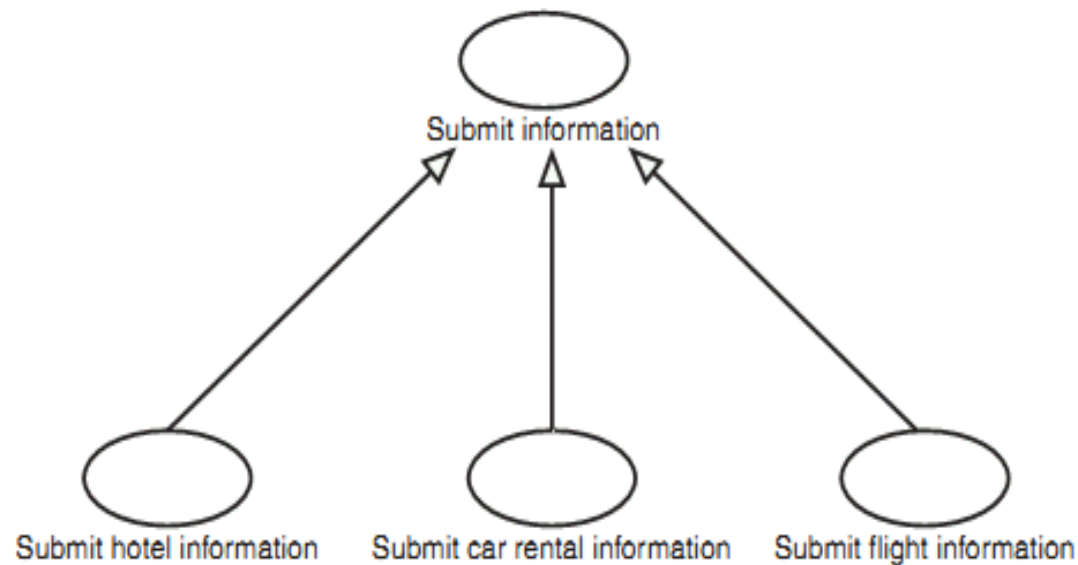 Submit information
Submit hotel information
Submit car rental information
Submit flight information